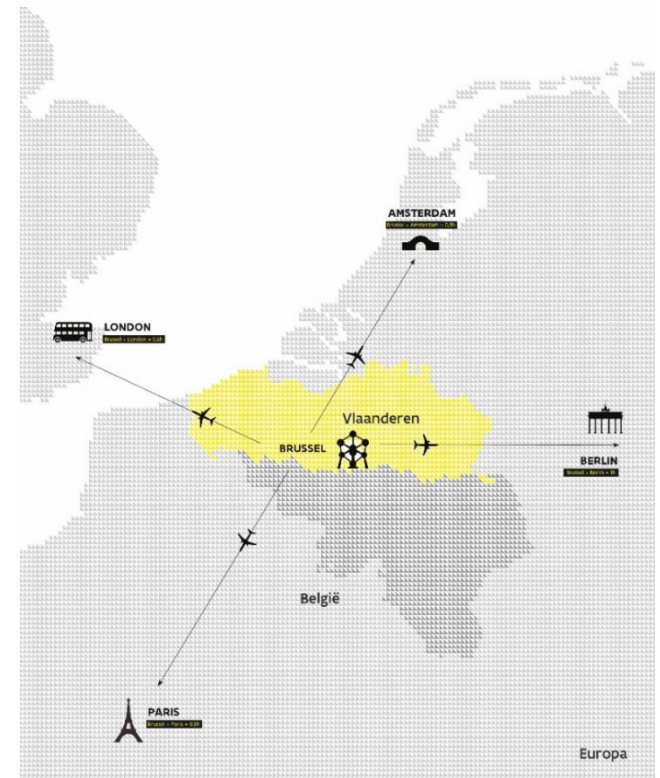 AMSTERDAM
LONDON
Vlaanderen
BRUSSEL
BERLIN
België
PARIS
Europa